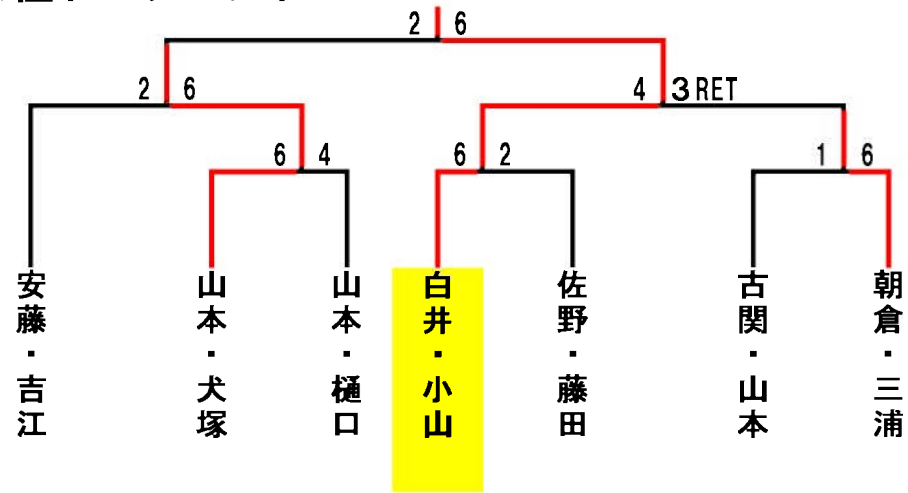 2 6
2 6
4 3 RET
6 4
6 2
1 6
安藤・吉江
山本・犬塚
山本・樋口
白井・小山
佐野・藤田
古関・山本
朝倉・三浦